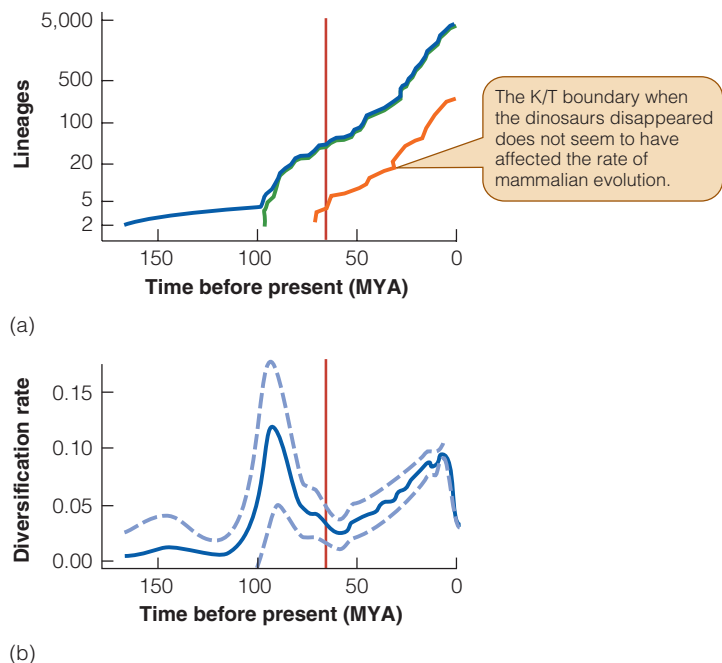 5,000
500
100
20
5
2
Lineages
150
100
50
0
Time before present (MYA)
The K/T boundary when
the dinosaurs disappeared
does not seem to have
affected the rate of
mammalian evolution.
(a)
0.15
0.10
0.05
0.00
Diversification rate
150
100
50
0
Time before present (MYA)
(b)